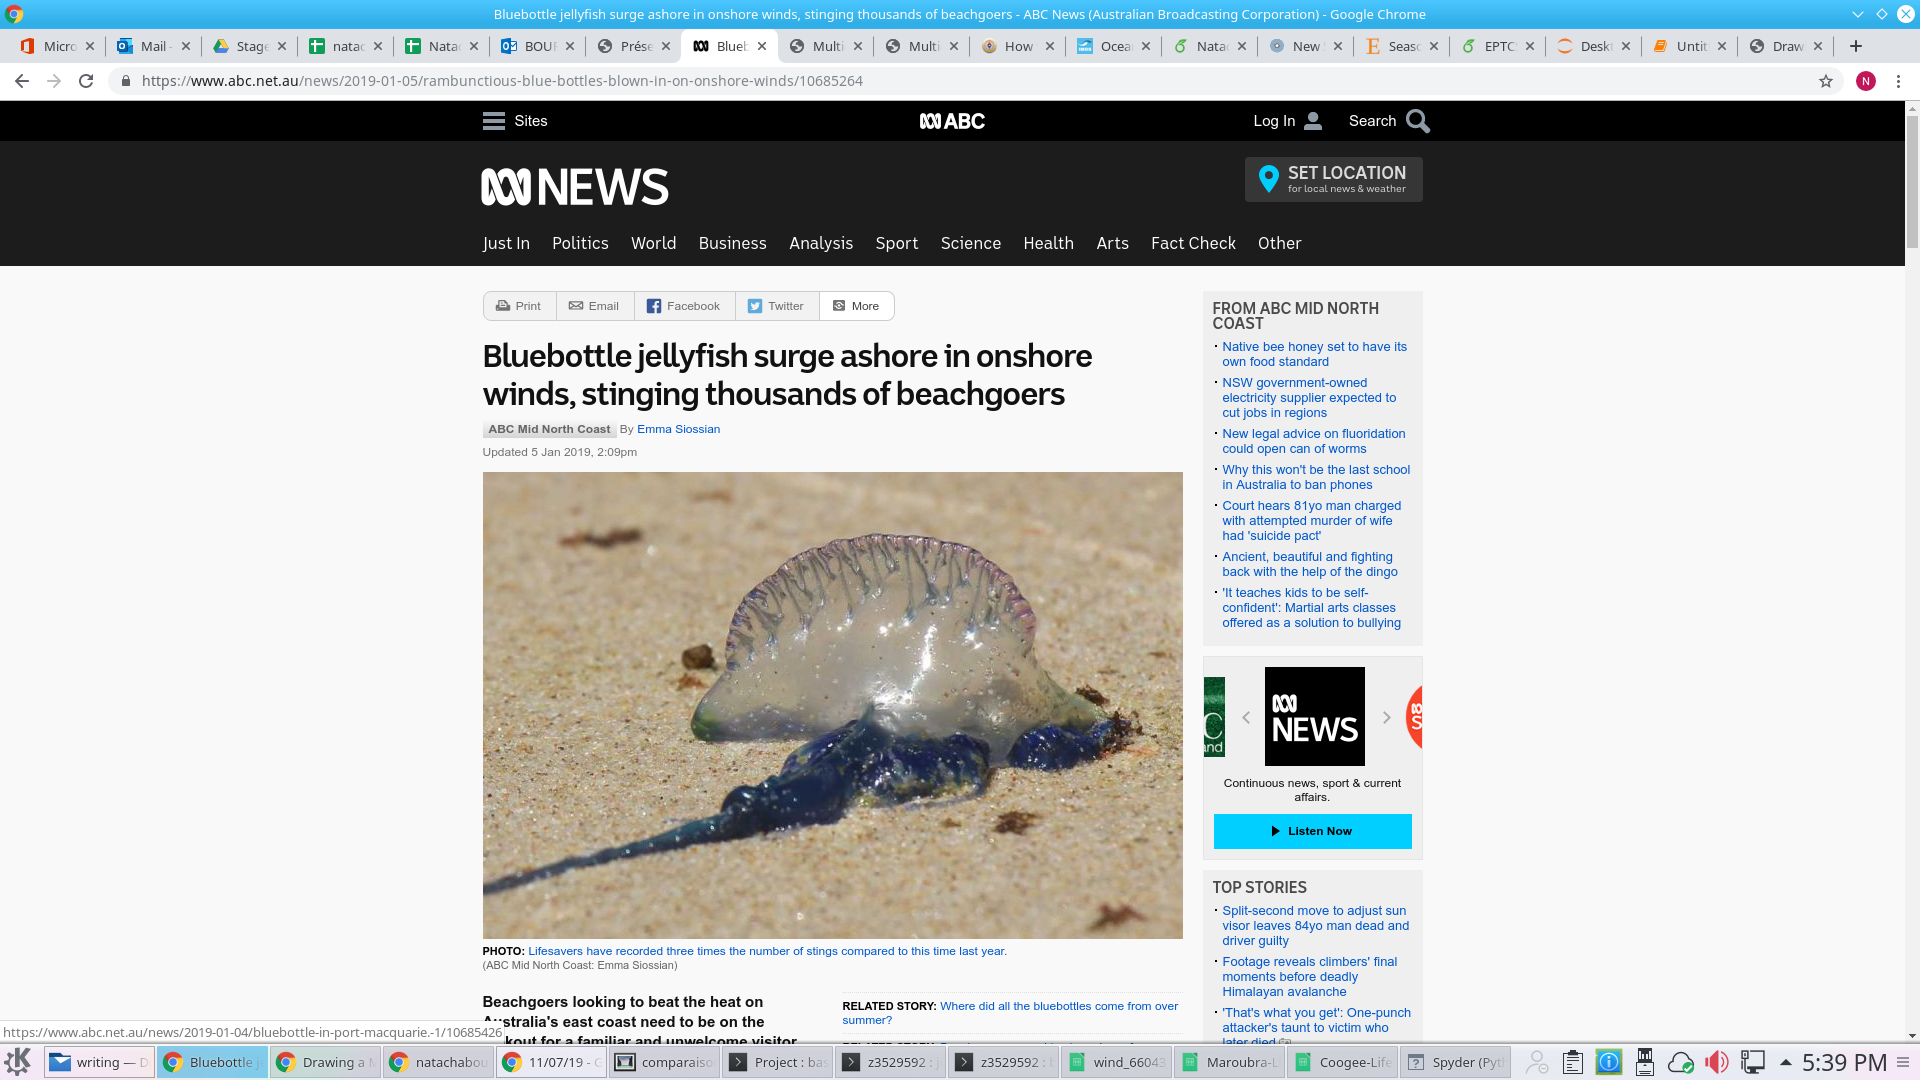 Bluebottle jellyfish surge ashore in onshore winds, stinging thousands of beachgoers - ABC News (Australian Broadcasting Corporation) - Google Chrome
Micro Mail - Stage natac Natac BOUF Prése Blueb Multi Multi How Ocea Natac New Seaso EPTC Deskt Untit Draw
https://www.abc.net.au/news/2019-01-05/rambunctious-blue-bottles-blown-in-on-onshore-winds/10685264
N
Sites
ABC
Log In
Search
NEWS
SET LOCATION
for local news & weather
Just In Politics World Business Analysis Sport Science Health Arts Fact Check Other
Print Email Facebook Twitter More
Bluebottle jellyfish surge ashore in onshore
winds, stinging thousands of beachgoers
ABC Mid North Coast By Emma Siossian
Updated 5 Jan 2019, 2:09pm
PHOTO: Lifesavers have recorded three times the number of stings compared to this time last year.
(ABC Mid North Coast: Emma Siossian)
Beachgoers looking to beat the heat on
Australia's east coast need to be on the
kout for a familiar and unwelcome visitor
RELATED STORY: Where did all the bluebottles come from over
summer?
RELATED STORY:
FROM ABC MID NORTH
COAST
Native bee honey set to have its
own food standard
NSW government-owned
electricity supplier expected to
cut jobs in regions
New legal advice on fluoridation
could open can of worms
Why this won't be the last school
in Australia to ban phones
Court hears 81yo man charged
with attempted murder of wife
had 'suicide pact'
Ancient, beautiful and fighting
back with the help of the dingo
'It teaches kids to be self-
confident': Martial arts classes
offered as a solution to bullying
NEWS
Continuous news, sport & current
affairs.
Listen Now
TOP STORIES
Split-second move to adjust sun
visor leaves 84yo man dead and
driver guilty
Footage reveals climbers' final
moments before deadly
Himalayan avalanche
'That's what you get': One-punch
attacker's taunt to victim who
later died
https://www.abc.net.au/news/2019-01-04/bluebottle-in-port-macquarie.-1/10685426
writing — D Bluebottle j Drawing a M natachabou 11/07/19 - G comparaiso Project : bas z3529592 : j z3529592 : b wind_66043 Maroubra-L Coogee-Life Spyder (Pyt 5:39 PM